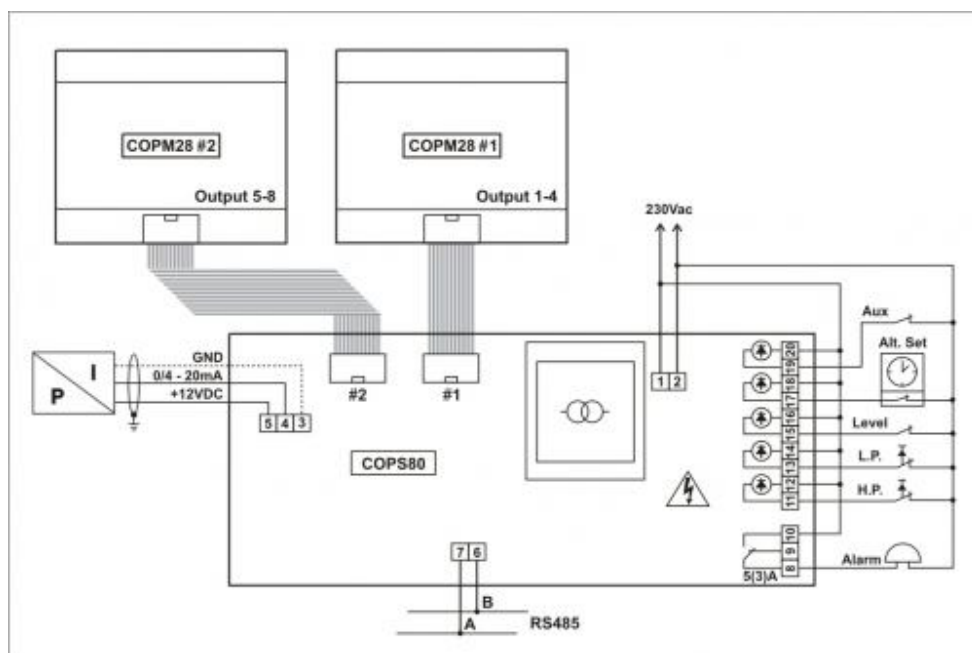 COPM28 #2
COPM28 #1
Output 5-8
Output 1-4
230Vac
Aux
Alt. Set
GND
0/4 - 20mA
+12VDC
I
P
5 4 3
#2
#1
1 2
20
19
18
17
16
15
14
13
12
11
10
9
8
Level
L.P.
H.P.
COPS80
7 6
5(3)A
Alarm
B
A
RS485